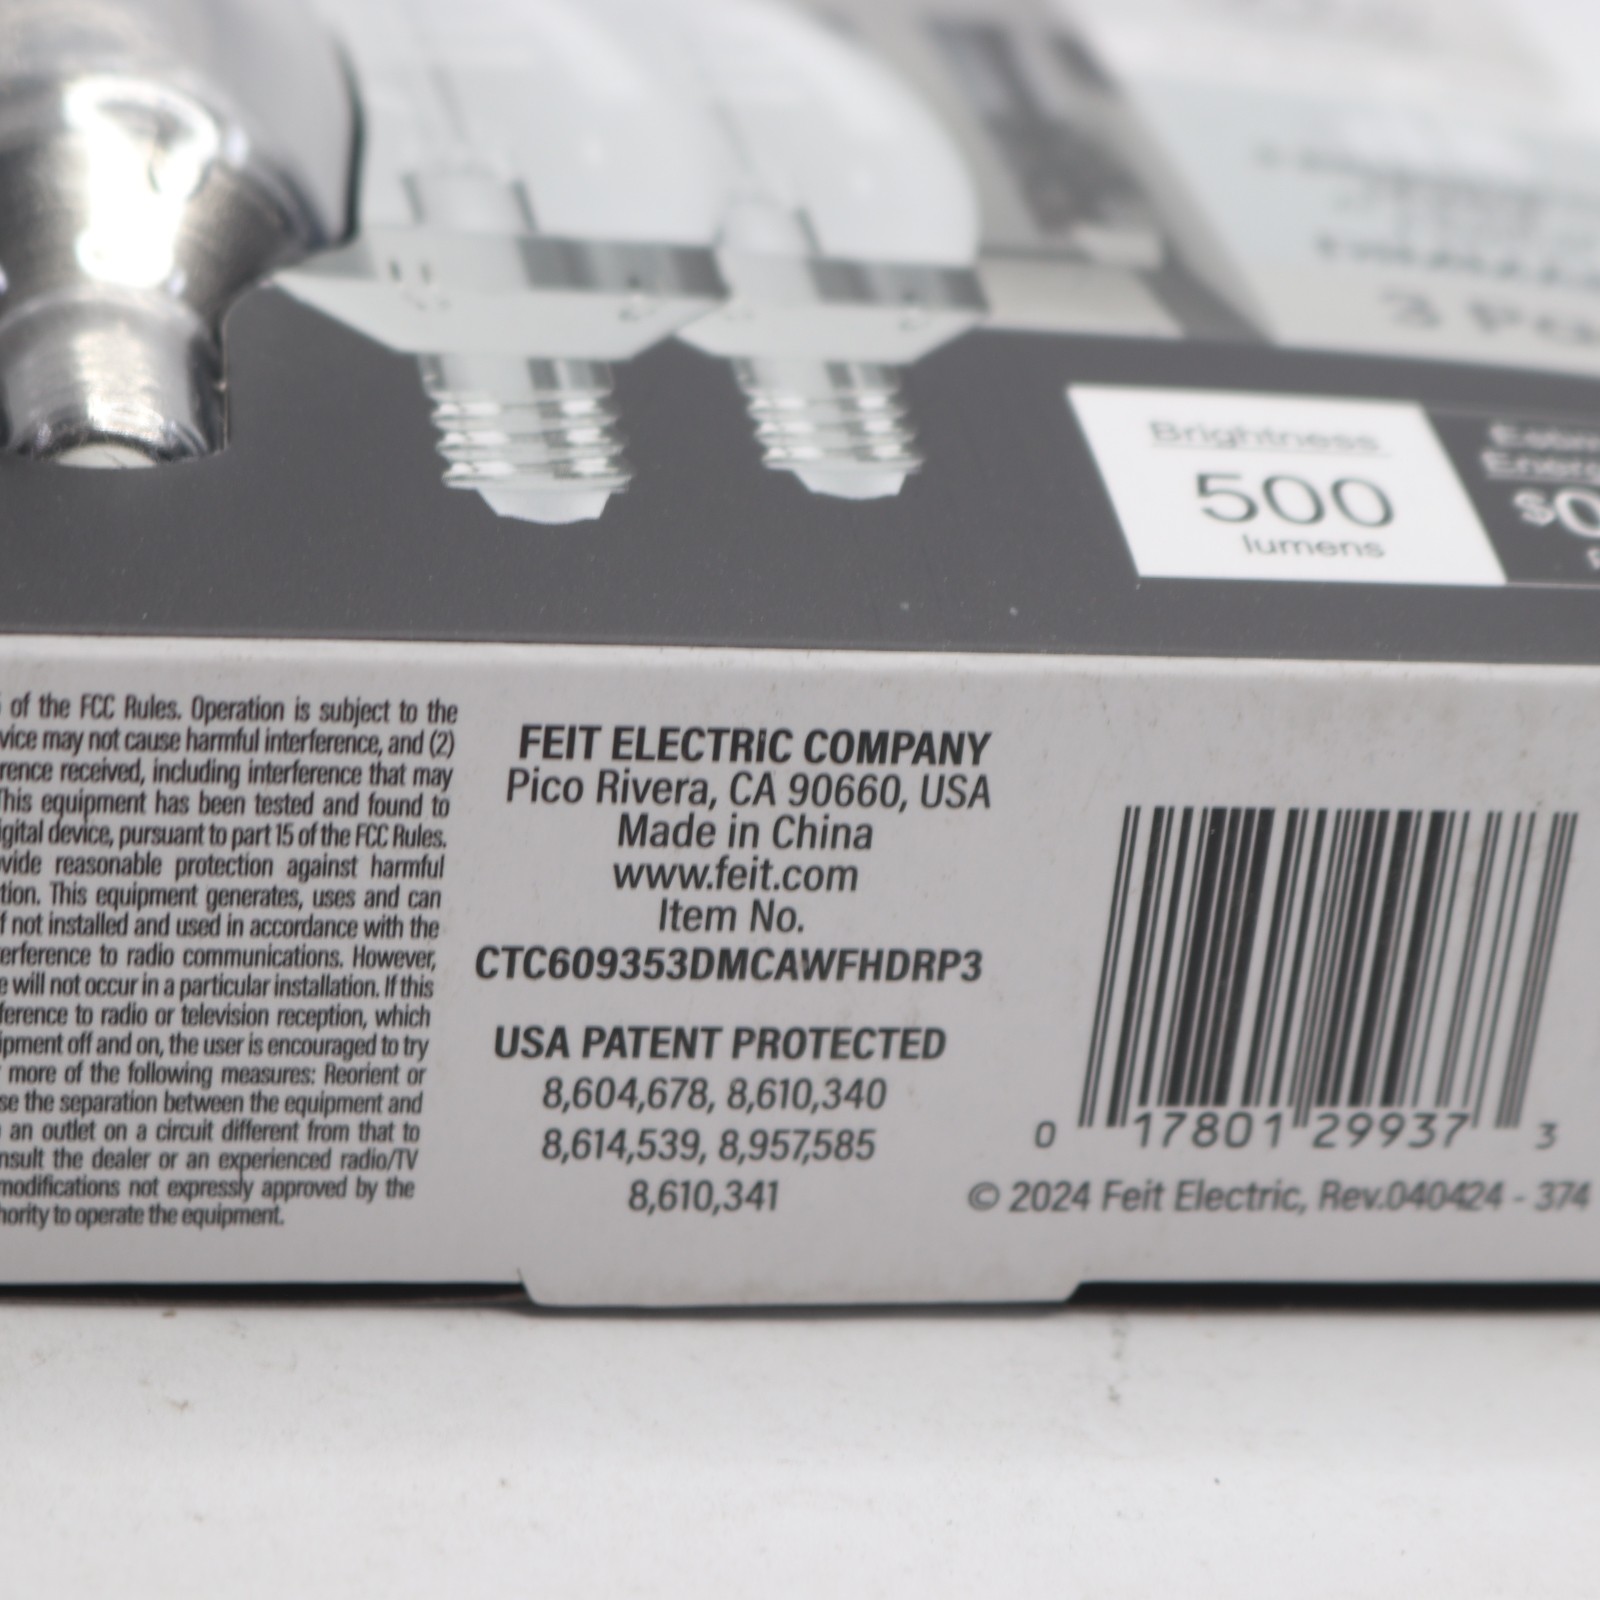 3
Brightness
500
lumens
$0
of the FCC Rules. Operation is subject to the
vice may not cause harmful interference, and (2)
rence received, including interference that may
This equipment has been tested and found to
igital device, pursuant to part 15 of the FCC Rules.
vide reasonable protection against harmful
tion. This equipment generates, uses and can
f not installed and used in accordance with the
erference to radio communications. However,
e will not occur in a particular installation. If this
ference to radio or television reception, which
ipment off and on, the user is encouraged to try
more of the following measures: Reorient or
se the separation between the equipment and
an outlet on a circuit different from that to
nsult the dealer or an experienced radio/TV
modifications not expressly approved by the
hority to operate the equipment.
FEIT ELECTRIC COMPANY
Pico Rivera, CA 90660, USA
Made in China
www.feit.com
Item No.
CTC609353DMCAWFHDRP3
USA PATENT PROTECTED
8,604,678, 8,610,340
8,614,539, 8,957,585
8,610,341
0 17801 29937 3
© 2024 Feit Electric, Rev.040424 - 374